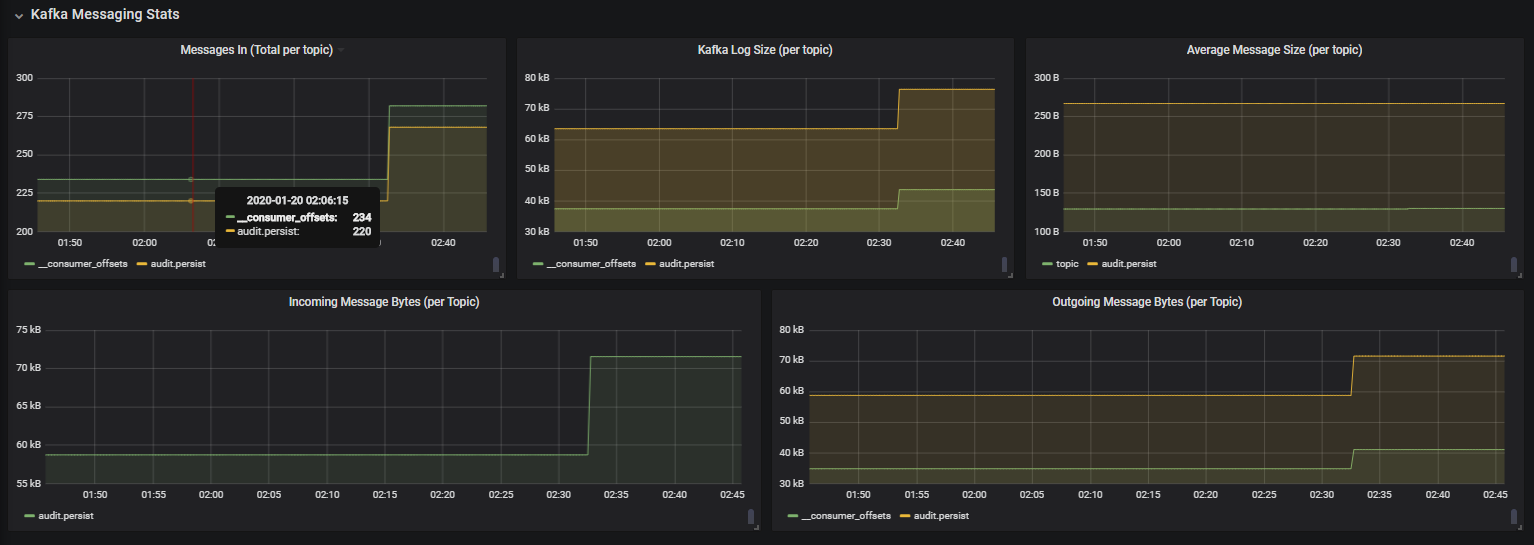 Kafka Messaging Stats
Messages In (Total per topic)
300
275
250
225
200
01:50
02:00
02:40
2020-01-20 02:06:15
__consumer_offsets: 234
audit.persist: 220
__consumer_offsets audit.persist
Kafka Log Size (per topic)
80 kB
70 kB
60 kB
50 kB
40 kB
30 kB
01:50 02:00 02:10 02:20 02:30 02:40
__consumer_offsets audit.persist
Average Message Size (per topic)
300 B
250 B
200 B
150 B
100 B
01:50 02:00 02:10 02:20 02:30 02:40
topic audit.persist
Incoming Message Bytes (per Topic)
75 kB
70 kB
65 kB
60 kB
55 kB
01:50 01:55 02:00 02:05 02:10 02:15 02:20 02:25 02:30 02:35 02:40 02:45
audit.persist
Outgoing Message Bytes (per Topic)
80 kB
70 kB
60 kB
50 kB
40 kB
30 kB
01:50 01:55 02:00 02:05 02:10 02:15 02:20 02:25 02:30 02:35 02:40 02:45
__consumer_offsets audit.persist